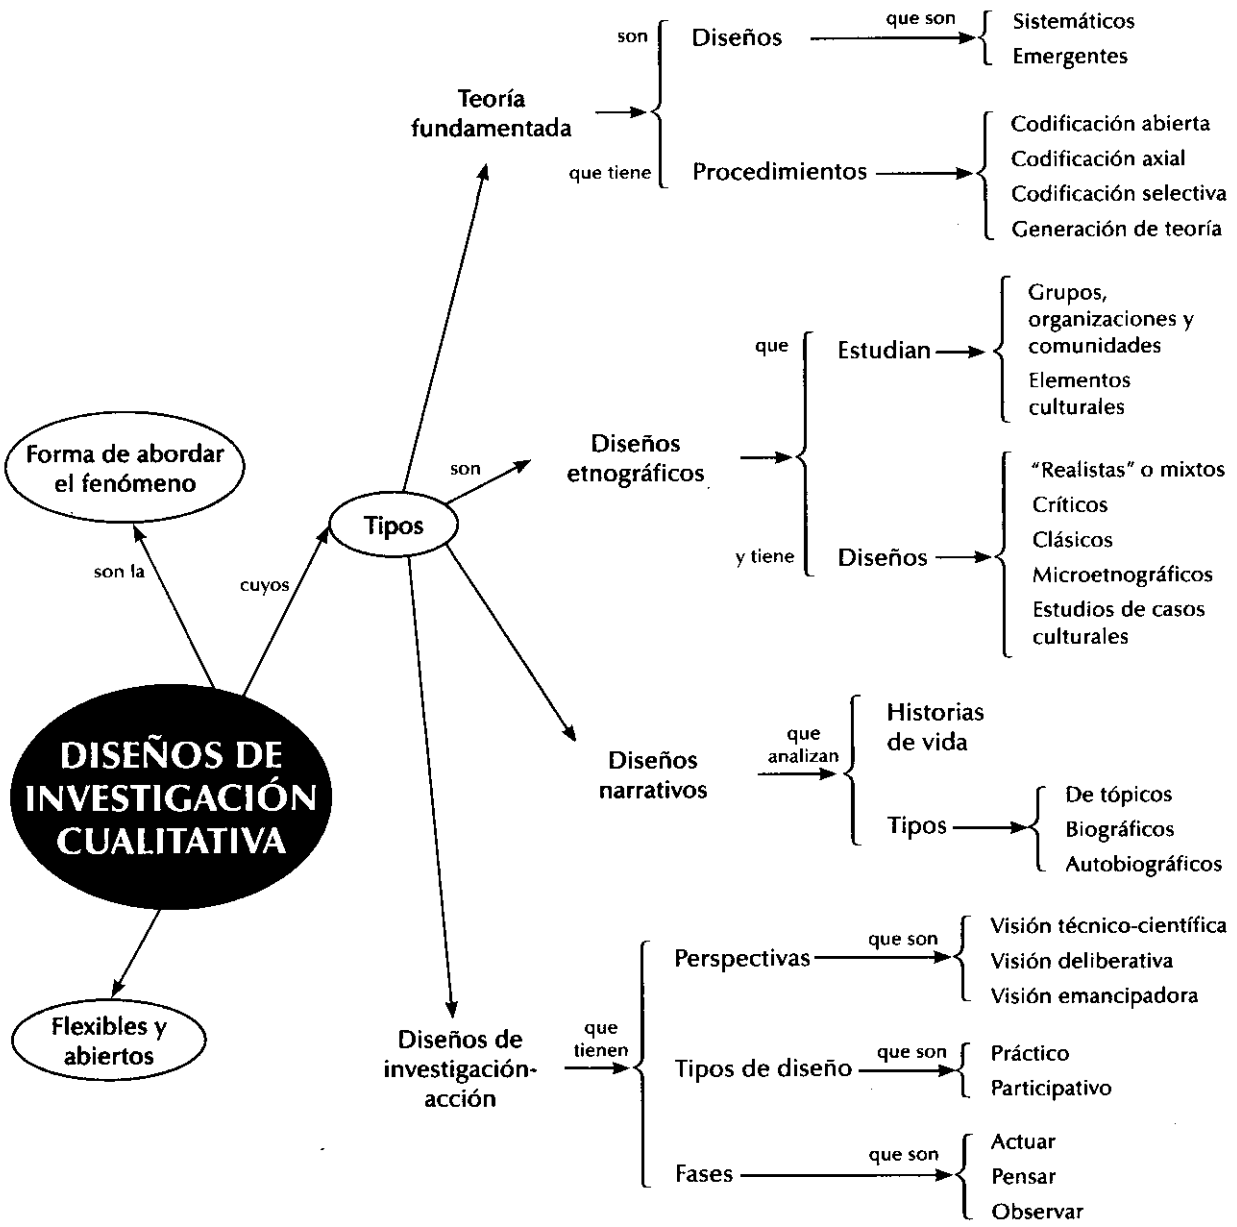 que son
Sistemáticos
son
Diseños
Emergentes
Teoría
fundamentada
Codificación abierta
que tiene
Procedimientos
Codificación axial
Codificación selectiva
Generación de teoría
Grupos,
organizaciones y
comunidades
que
Estudian
Elementos
culturales
Forma de abordar
el fenómeno
son
Diseños
etnográficos
"Realistas" o mixtos
Críticos
Tipos
Clásicos
y tiene
Diseños
Microetnográficos
Estudios de casos
culturales
son la
cuyos
DISEÑOS DE
INVESTIGACIÓN
CUALITATIVA
Diseños
narrativos
que
analizan
Historias
de vida
Tipos
De tópicos
Biográficos
Autobiográficos
Flexibles y
abiertos
Diseños de
investigación-
acción
que
tienen
Perspectivas
que son
Visión técnico-científica
Visión deliberativa
Visión emancipadora
Tipos de diseño
que son
Práctico
Participativo
Fases
que son
Actuar
Pensar
Observar